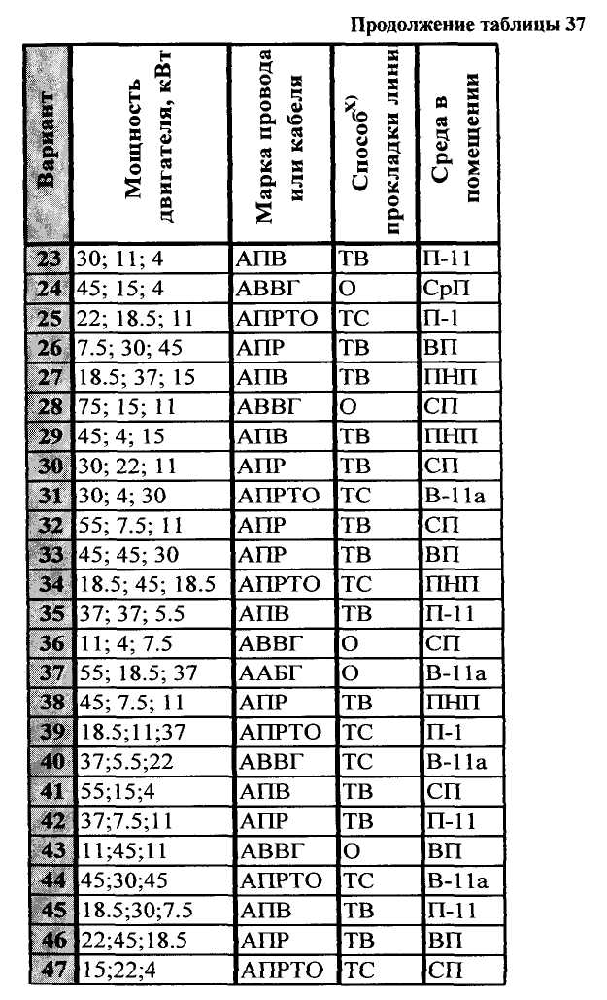 Продолжение таблицы 37
Вариант
Мощность двигателя, кВт
Марка провода или кабеля
Способ^х) прокладки лини
Среда в помещении
23 30; 11; 4 АПВ ТВ П-11
24 45; 15; 4 АВВГ О СрП
25 22; 18.5; 11 АПРТО ТС П-1
26 7.5; 30; 45 АПР ТВ ВП
27 18.5; 37; 15 АПВ ТВ ПНП
28 75; 15; 11 АВВГ О СП
29 45; 4; 15 АПВ ТВ ПНП
30 30; 22; 11 АПР ТВ СП
31 30; 4; 30 АПРТО ТС В-11а
32 55; 7.5; 11 АПР ТВ СП
33 45; 45; 30 АПР ТВ ВП
34 18.5; 45; 18.5 АПРТО ТС ПНП
35 37; 37; 5.5 АПВ ТВ П-11
36 11; 4; 7.5 АВВГ О СП
37 55; 18.5; 37 ААБГ О В-11а
38 45; 7.5; 11 АПР ТВ ПНП
39 18.5;11;37 АПРТО ТС П-1
40 37;5.5;22 АВВГ ТС В-11а
41 55;15;4 АПВ ТВ СП
42 37;7.5;11 АПР ТВ П-11
43 11;45;11 АВВГ О ВП
44 45;30;45 АПРТО ТС В-11а
45 18.5;30;7.5 АПВ ТВ П-11
46 22;45;18.5 АПР ТВ ВП
47 15;22;4 АПРТО ТС СП